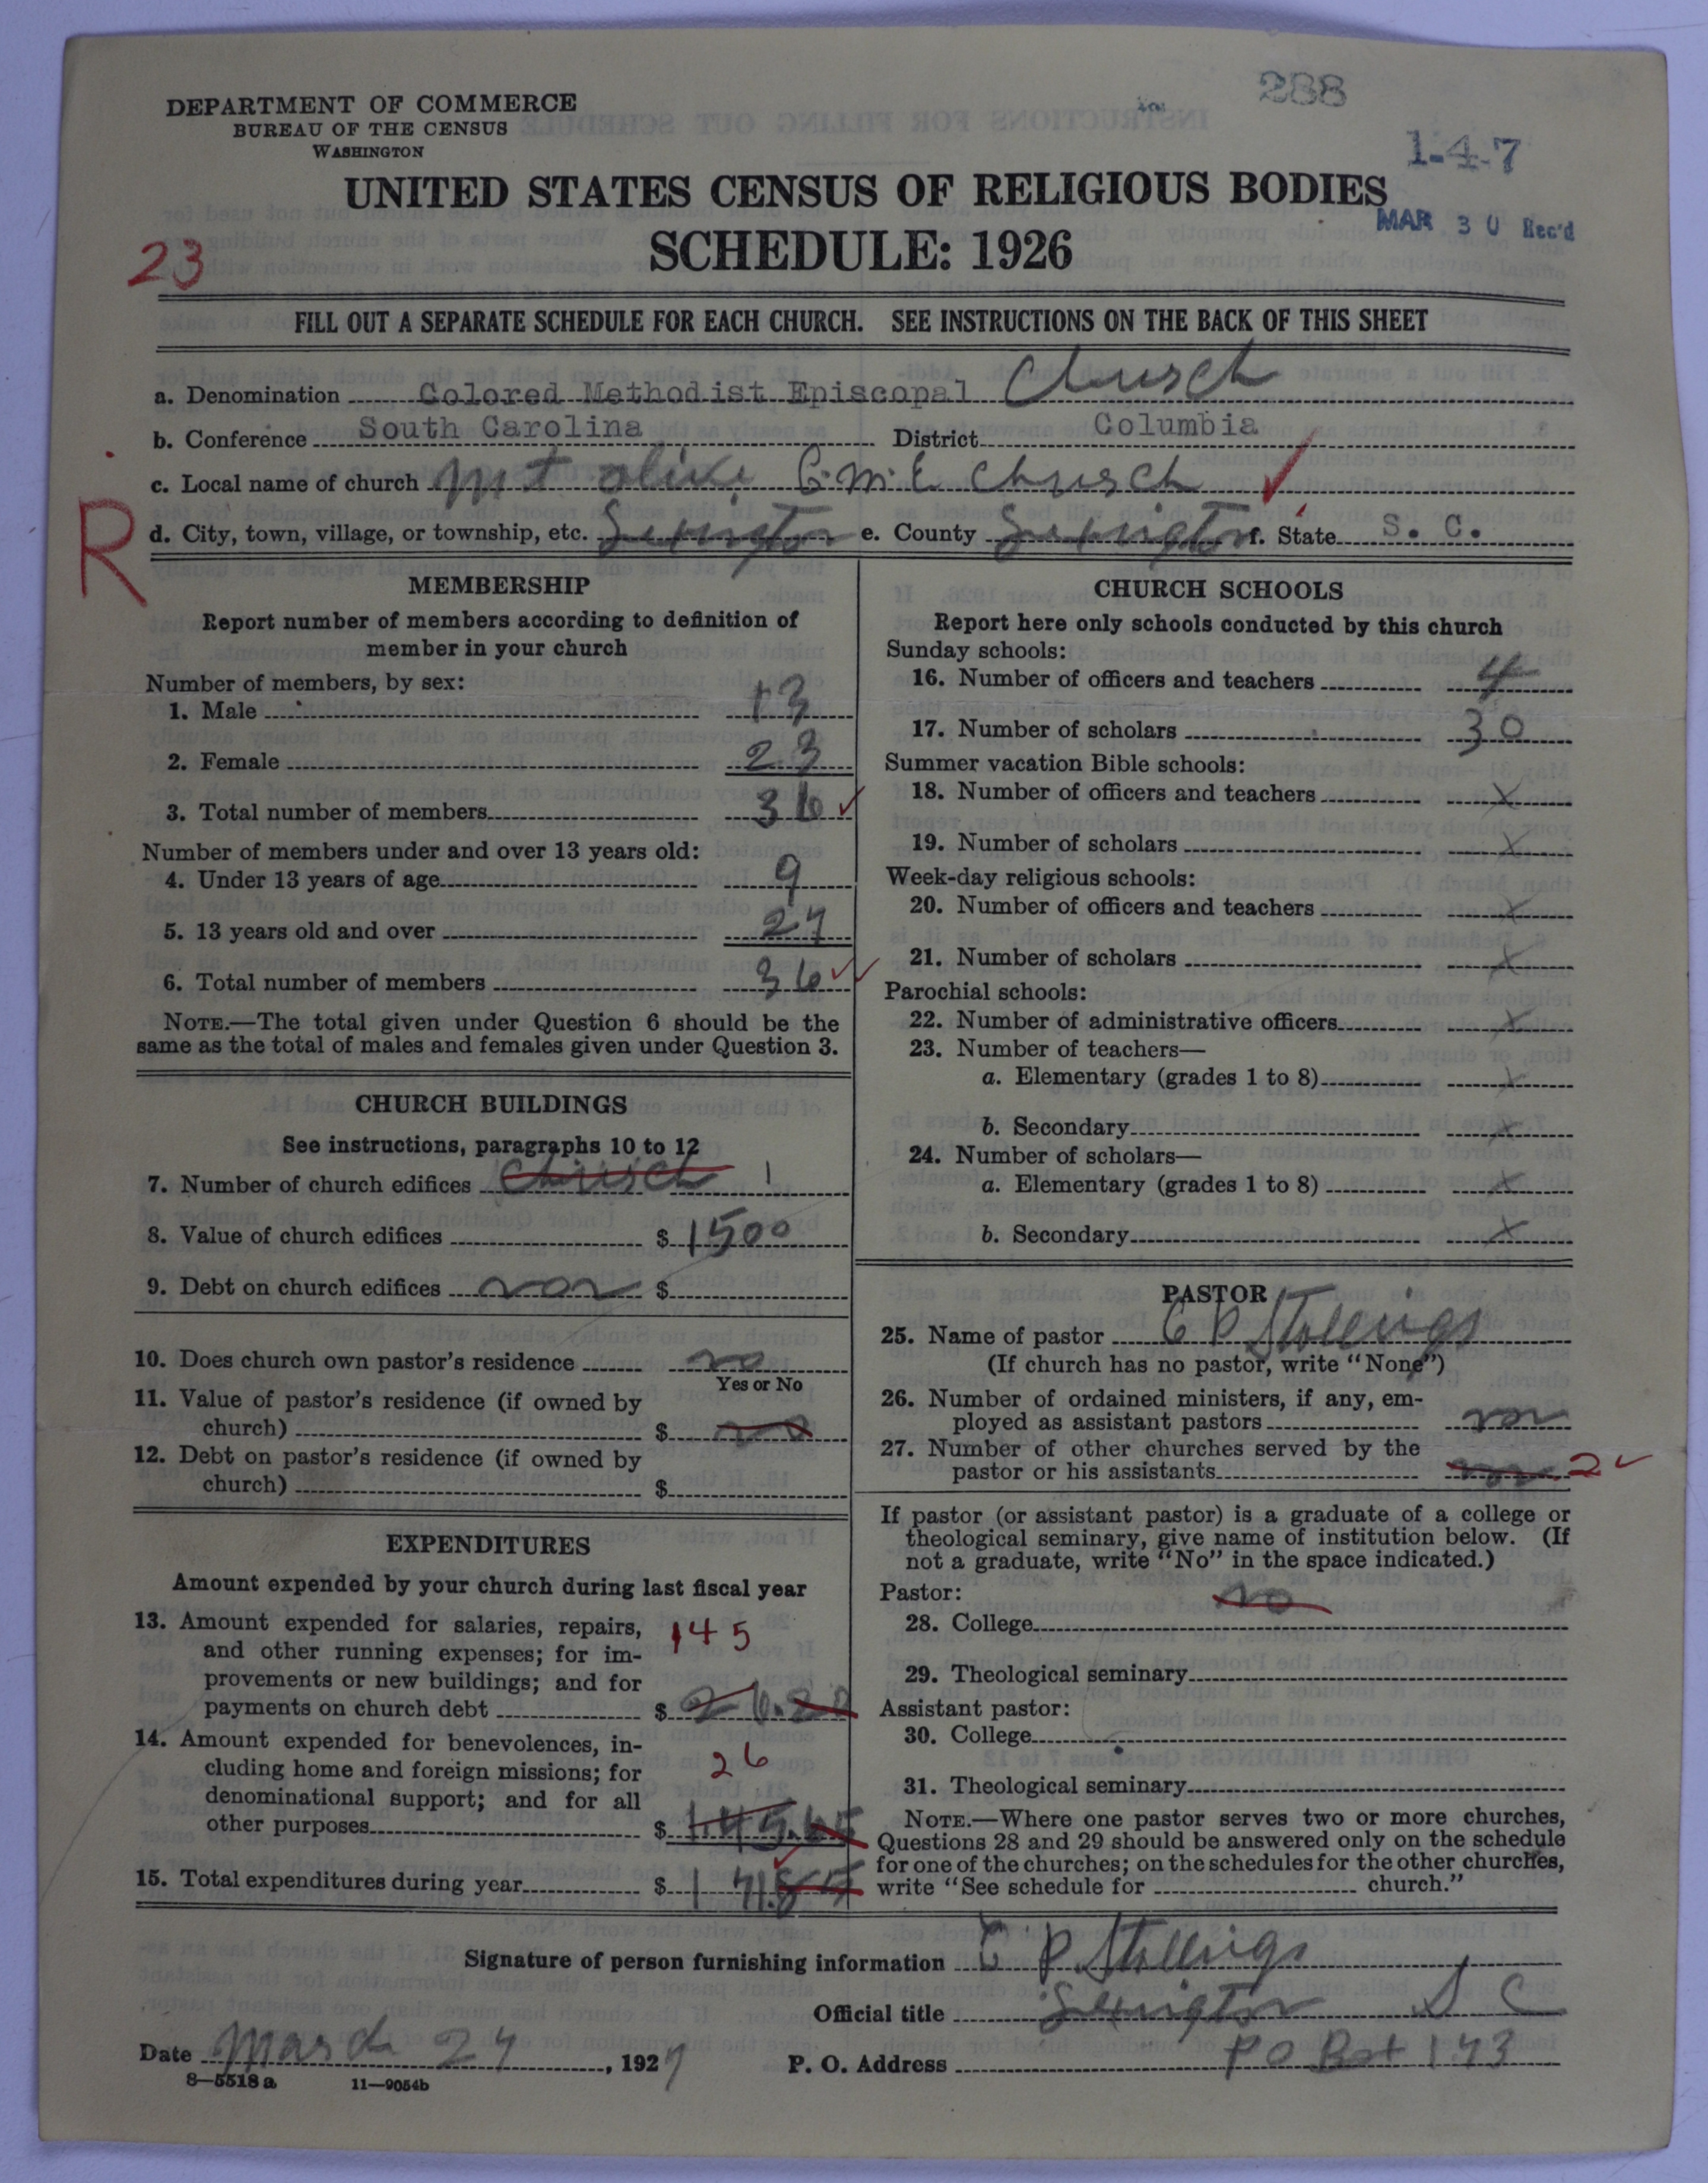 288
1-4-7
DEPARTMENT OF COMMERCE
BUREAU OF THE CENSUS
WASHINGTON
UNITED STATES CENSUS OF RELIGIOUS BODIES
MAR 30 Rec'd
SCHEDULE: 1926
23
FILL OUT A SEPARATE SCHEDULE FOR EACH CHURCH. SEE INSTRUCTIONS ON THE BACK OF THIS SHEET
a. Denomination Colored Methodist Episcopal Church
b. Conference South Carolina District Columbia
c. Local name of church Mt olive C. M. E Church
R
d. City, town, village, or township, etc. Lexington e. County Lexington f. State S. C.
MEMBERSHIP
Report number of members according to definition of
member in your church
Number of members, by sex:
1. Male 13
2. Female 23
3. Total number of members 36
Number of members under and over 13 years old:
4. Under 13 years of age 9
5. 13 years old and over 27
6. Total number of members 36
NOTE.—The total given under Question 6 should be the
same as the total of males and females given under Question 3.
CHURCH BUILDINGS
See instructions, paragraphs 10 to 12
7. Number of church edifices church 1
8. Value of church edifices $ 1500
9. Debt on church edifices non $
10. Does church own pastor's residence no
Yes or No
11. Value of pastor's residence (if owned by
church) $ no
12. Debt on pastor's residence (if owned by
church) $
EXPENDITURES
Amount expended by your church during last fiscal year
13. Amount expended for salaries, repairs,
and other running expenses; for im-
provements or new buildings; and for
payments on church debt $ 26.20
145
14. Amount expended for benevolences, in-
cluding home and foreign missions; for
denominational support; and for all
other purposes $ 145.65
26
15. Total expenditures during year $ 171.85
CHURCH SCHOOLS
Report here only schools conducted by this church
Sunday schools:
16. Number of officers and teachers 4
17. Number of scholars 30
Summer vacation Bible schools:
18. Number of officers and teachers X
19. Number of scholars X
Week-day religious schools:
20. Number of officers and teachers X
21. Number of scholars X
Parochial schools:
22. Number of administrative officers X
23. Number of teachers—
a. Elementary (grades 1 to 8) X
b. Secondary X
24. Number of scholars—
a. Elementary (grades 1 to 8) X
b. Secondary X
PASTOR
25. Name of pastor C P Stallings
(If church has no pastor, write "None")
26. Number of ordained ministers, if any, em-
ployed as assistant pastors non
27. Number of other churches served by the
pastor or his assistants non 2
If pastor (or assistant pastor) is a graduate of a college or
theological seminary, give name of institution below. (If
not a graduate, write "No" in the space indicated.)
Pastor: no
28. College
29. Theological seminary
Assistant pastor:
30. College
31. Theological seminary
NOTE.—Where one pastor serves two or more churches,
Questions 28 and 29 should be answered only on the schedule
for one of the churches; on the schedules for the other churches,
write "See schedule for church."
Signature of person furnishing information C P Stallings
Official title Lexington S C
Date March 27, 1927 P. O. Address P O Box 143
8—5518 a 11—9054b